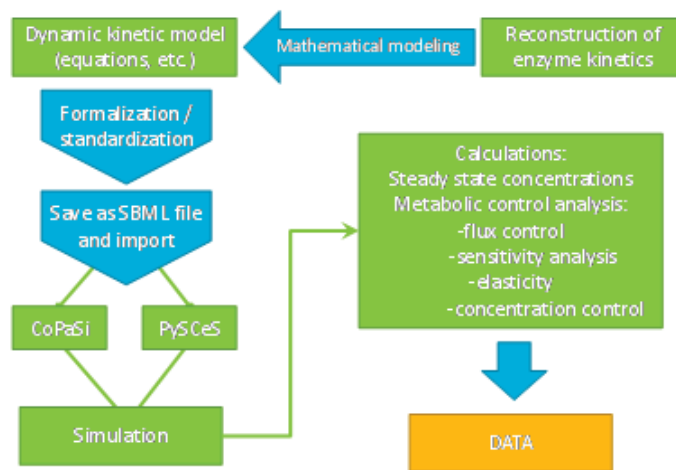 Dynamic kinetic model
(equations, etc.)
Mathematical modeling
Reconstruction of
enzyme kinetics
Formalization /
standardization
Save as SBML file
and import
CoPaSi
PySCeS
Simulation
Calculations:
Steady state concentrations
Metabolic control analysis:
-flux control
-sensitivity analysis
-elasticity
-concentration control
DATA